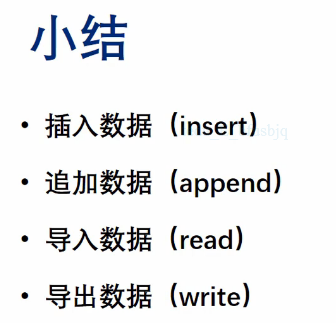 小结
• 插入数据（insert）
• 追加数据（append）
• 导入数据（read）
• 导出数据（write）